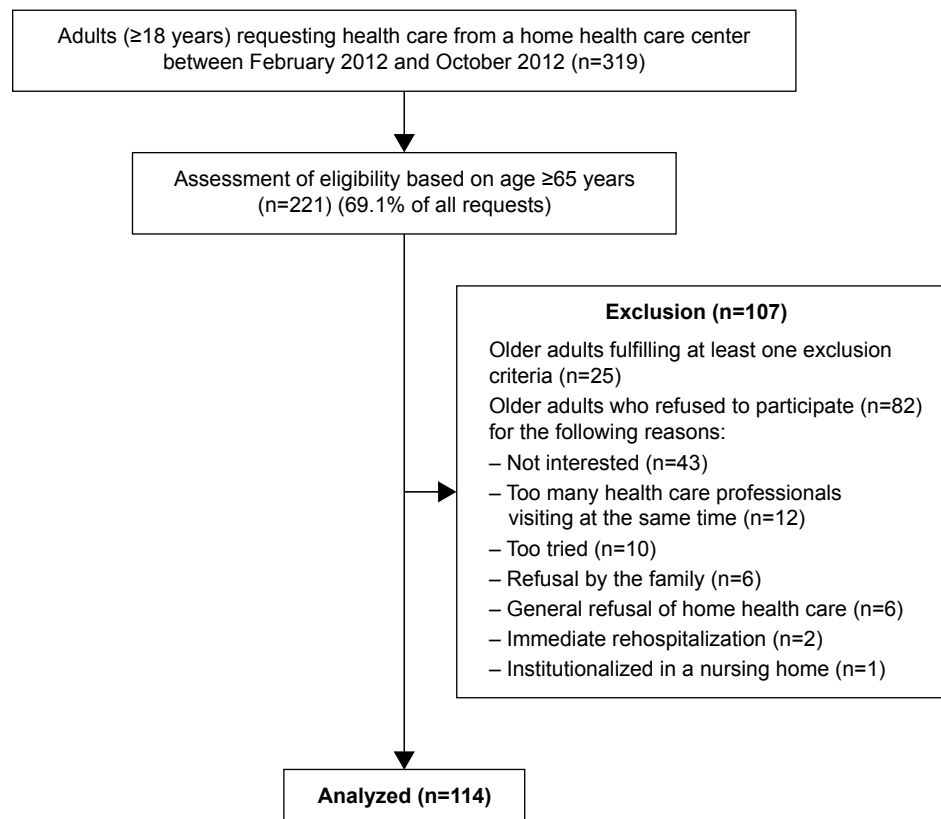 Adults (≥18 years) requesting health care from a home health care center
between February 2012 and October 2012 (n=319)
Assessment of eligibility based on age ≥65 years
(n=221) (69.1% of all requests)
Exclusion (n=107)
Older adults fulfilling at least one exclusion
criteria (n=25)
Older adults who refused to participate (n=82)
for the following reasons:
– Not interested (n=43)
– Too many health care professionals
visiting at the same time (n=12)
– Too tried (n=10)
– Refusal by the family (n=6)
– General refusal of home health care (n=6)
– Immediate rehospitalization (n=2)
– Institutionalized in a nursing home (n=1)
Analyzed (n=114)